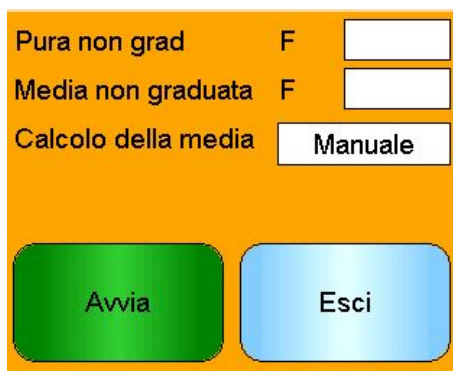 Pura non grad F
Media non graduata F
Calcolo della media Manuale
Avvia Esci